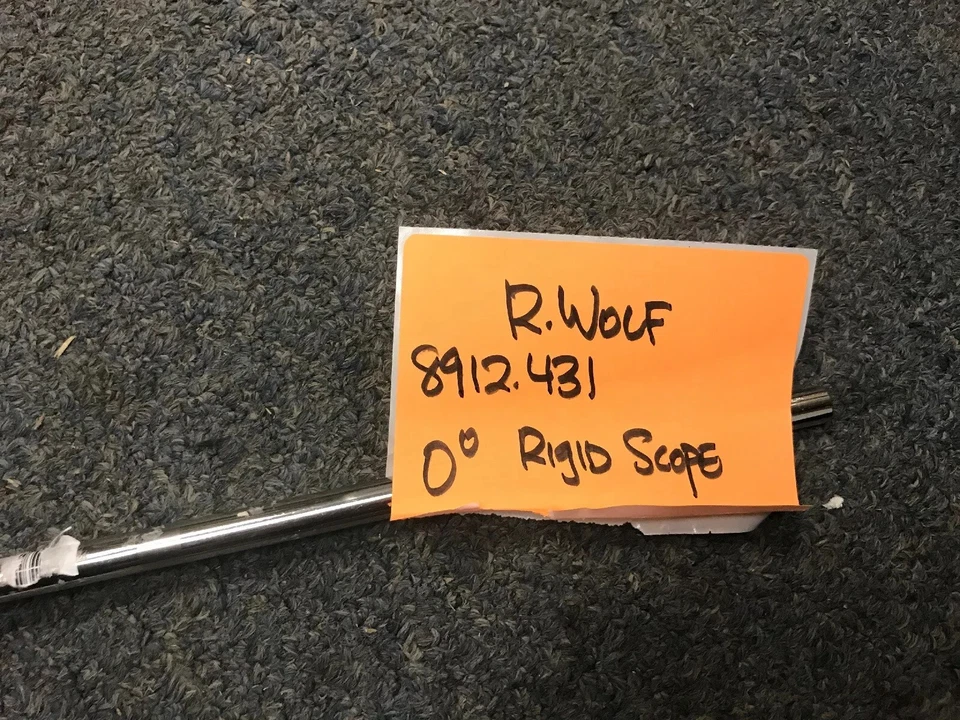 R. WOLF
8912.431
0° RIGID SCOPE